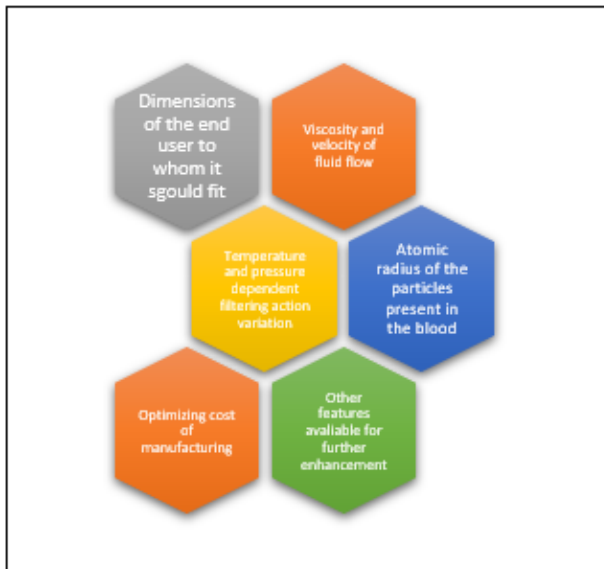 Dimensions
of the end
user to
whom it
sgould fit
Viscosity and
velocity of
fluid flow
Temperature
and pressure
dependent
filtering action
variation
Atomic
radius of the
particles
present in
the blood
Optimizing cost
of
manufacturing
Other
features
avaliable for
further
enhancement